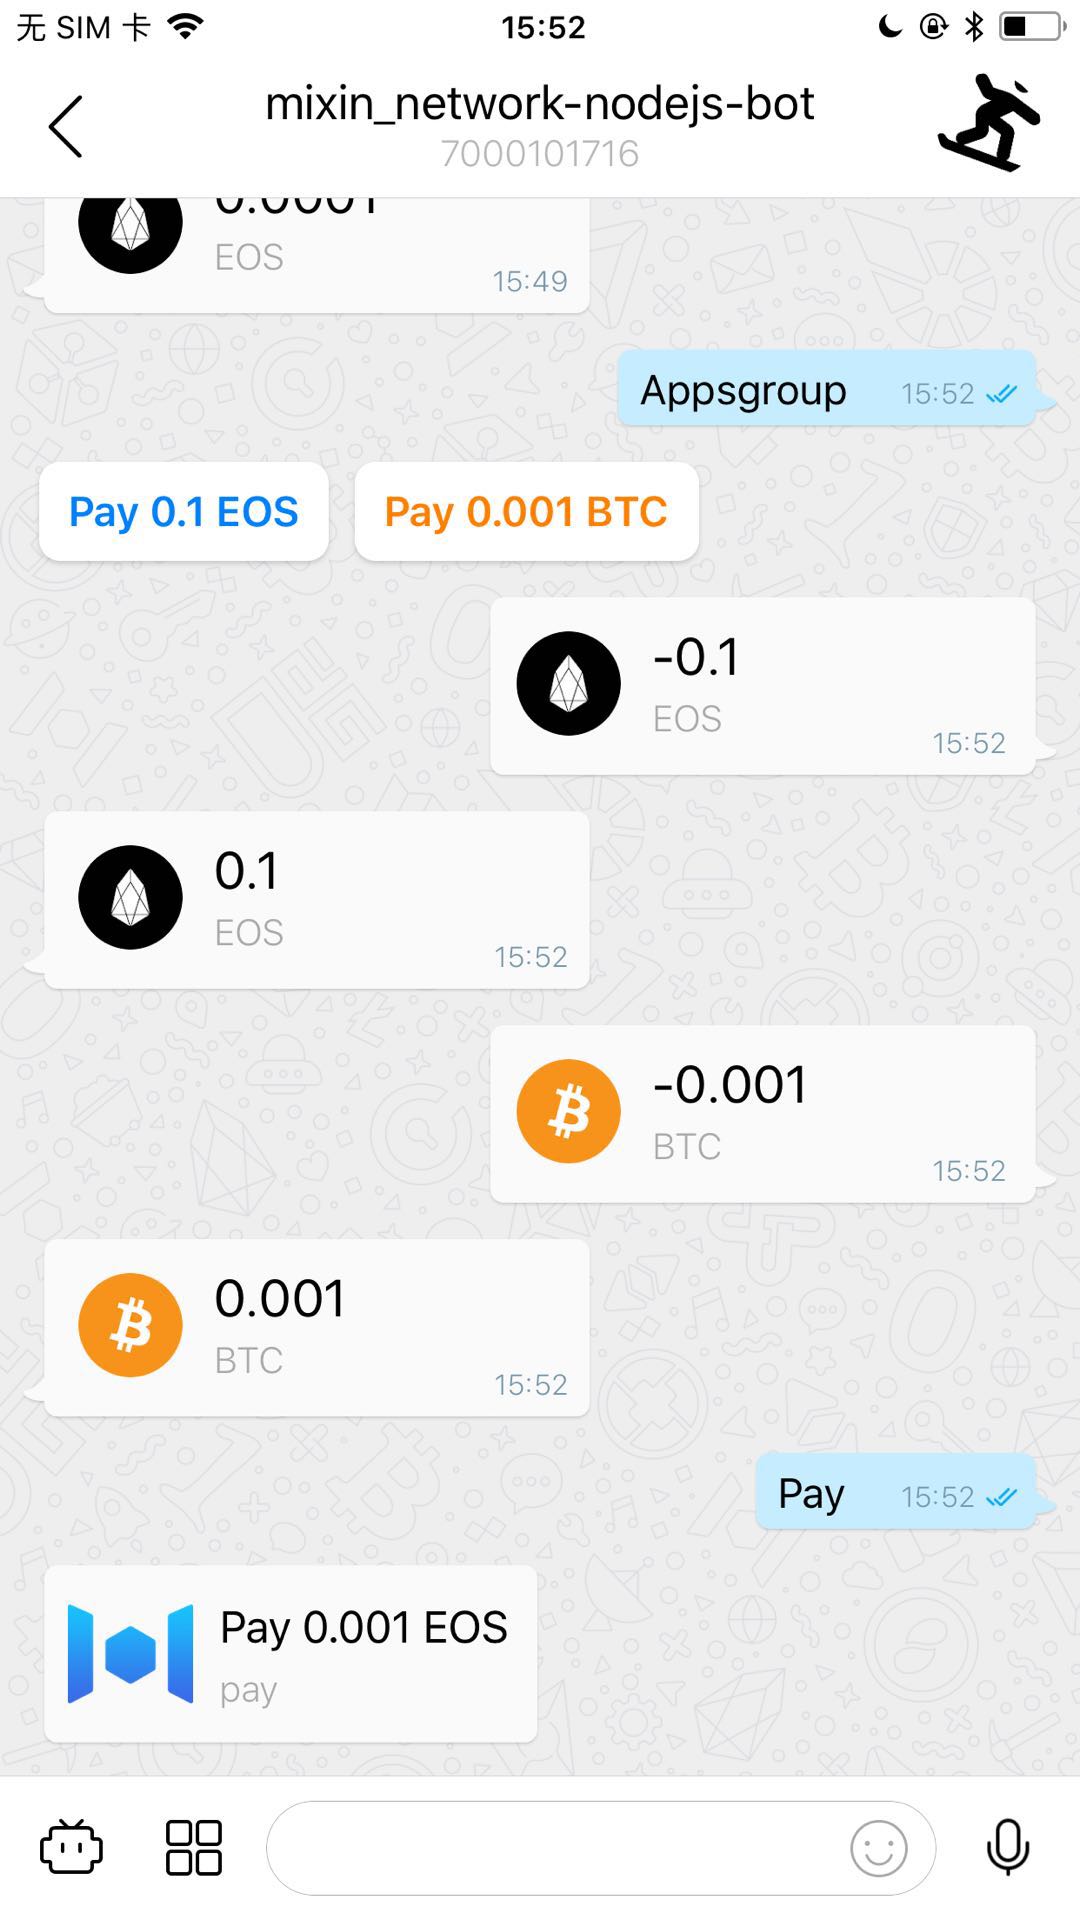 无 SIM 卡 15:52
mixin_network-nodejs-bot
7000101716
0.0001
EOS
15:49
Appsgroup 15:52
Pay 0.1 EOS Pay 0.001 BTC
-0.1
EOS
15:52
0.1
EOS
15:52
-0.001
BTC
15:52
0.001
BTC
15:52
Pay 15:52
Pay 0.001 EOS
pay